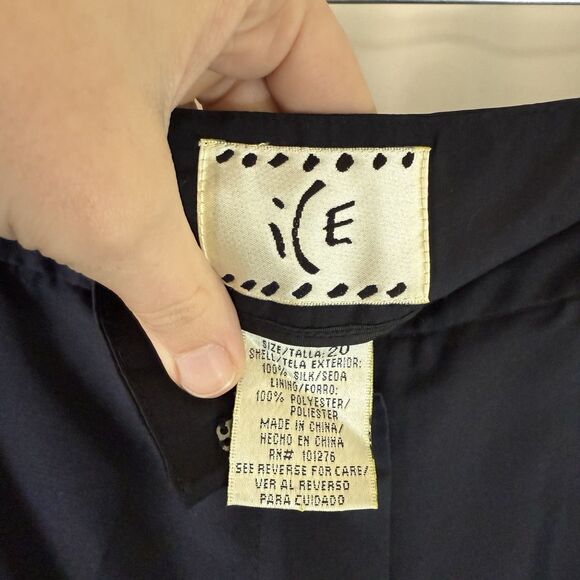 iCE
SIZE/TALLA: 20
SHELL/TELA EXTERIOR:
100% SILK/SEDA
LINING/FORRO:
100% POLYESTER/
POLIESTER
MADE IN CHINA/
HECHO EN CHINA
RN# 101276
SEE REVERSE FOR CARE/
VER AL REVERSO
PARA CUIDADO